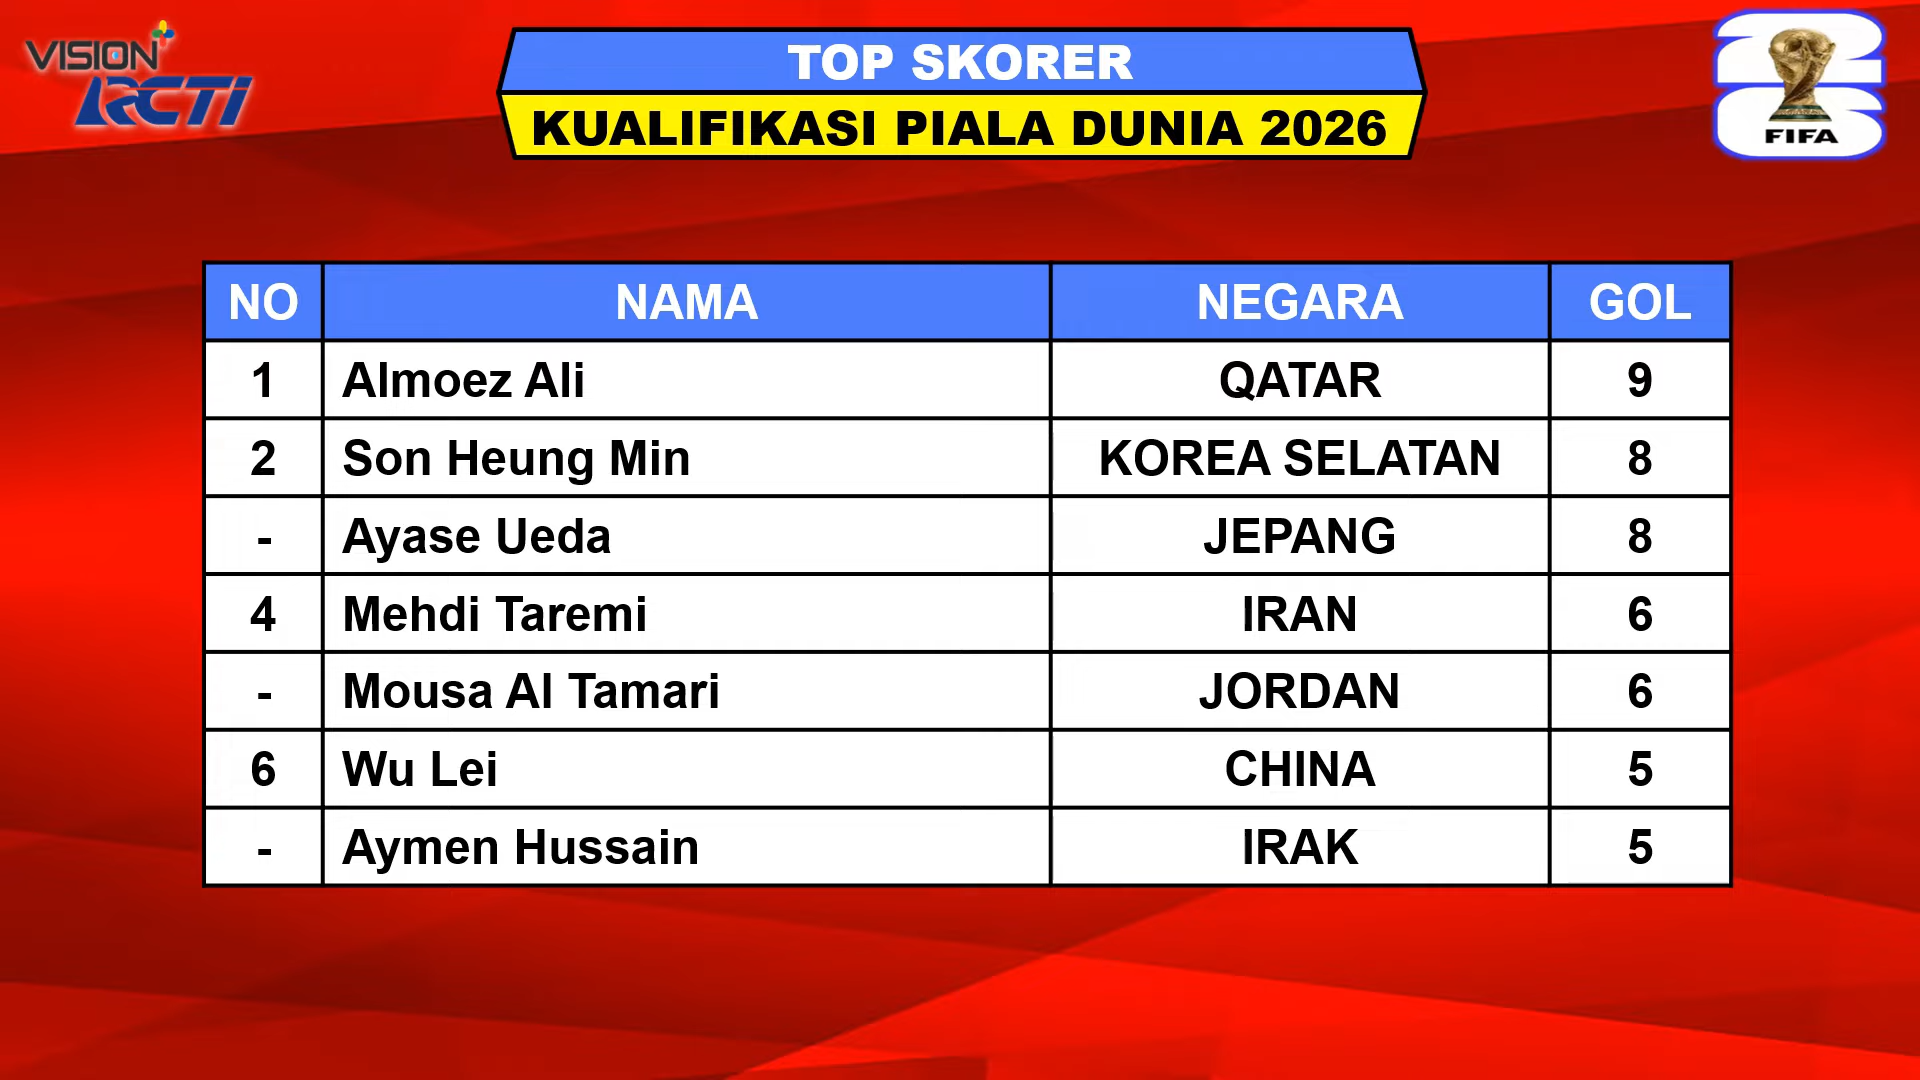 VISION+
RCTI
TOP SKORER
KUALIFIKASI PIALA DUNIA 2026
FIFA
NO NAMA NEGARA GOL
1 Almoez Ali QATAR 9
2 Son Heung Min KOREA SELATAN 8
- Ayase Ueda JEPANG 8
4 Mehdi Taremi IRAN 6
- Mousa Al Tamari JORDAN 6
6 Wu Lei CHINA 5
- Aymen Hussain IRAK 5